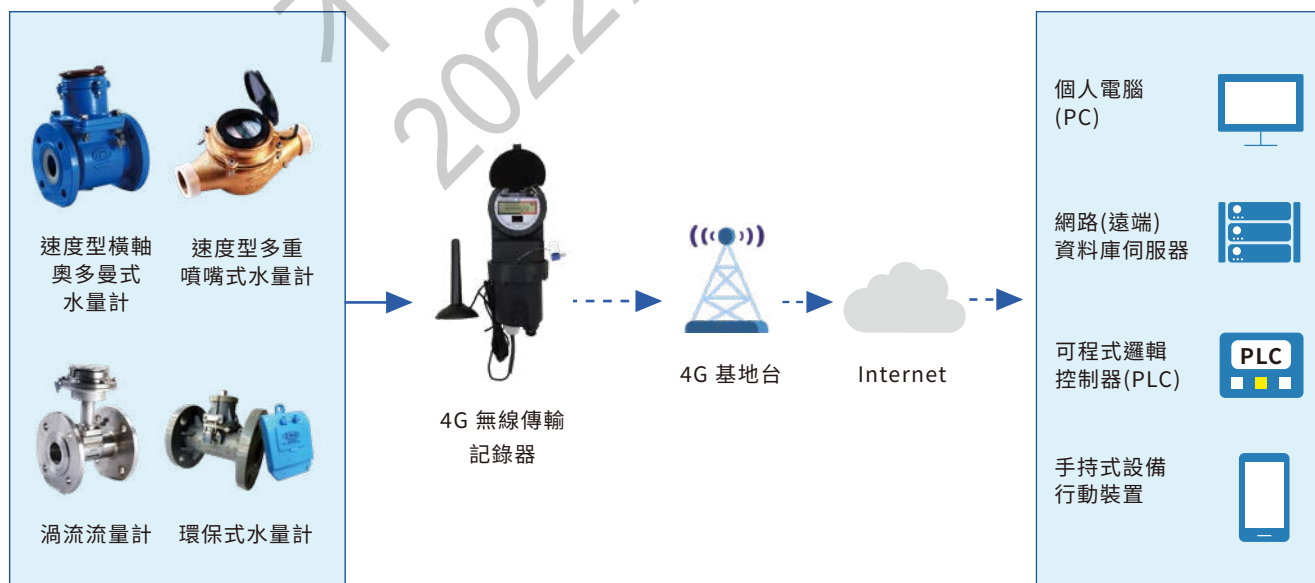 2022
速度型橫軸
奧多曼式
水量計
速度型多重
噴嘴式水量計
渦流流量計
環保式水量計
4G 無線傳輸
記錄器
4G 基地台
Internet
個人電腦
(PC)
網路(遠端)
資料庫伺服器
可程式邏輯
控制器(PLC)
PLC
手持式設備
行動裝置